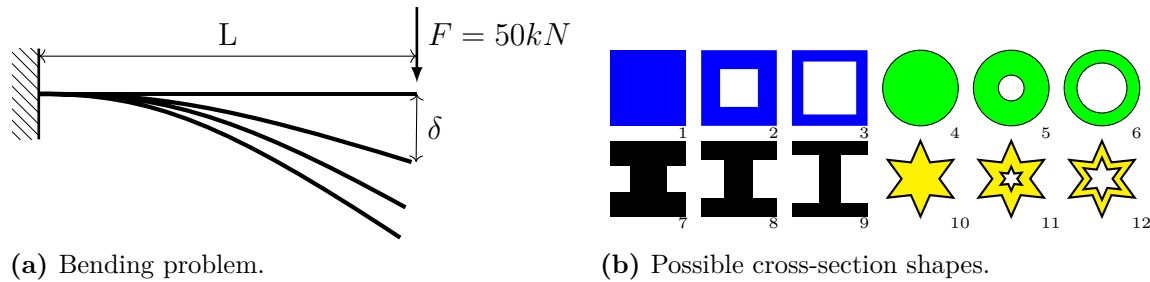 L
F = 50kN
δ
1 2 3 4 5 6
7 8 9 10 11 12
(a) Bending problem.
(b) Possible cross-section shapes.